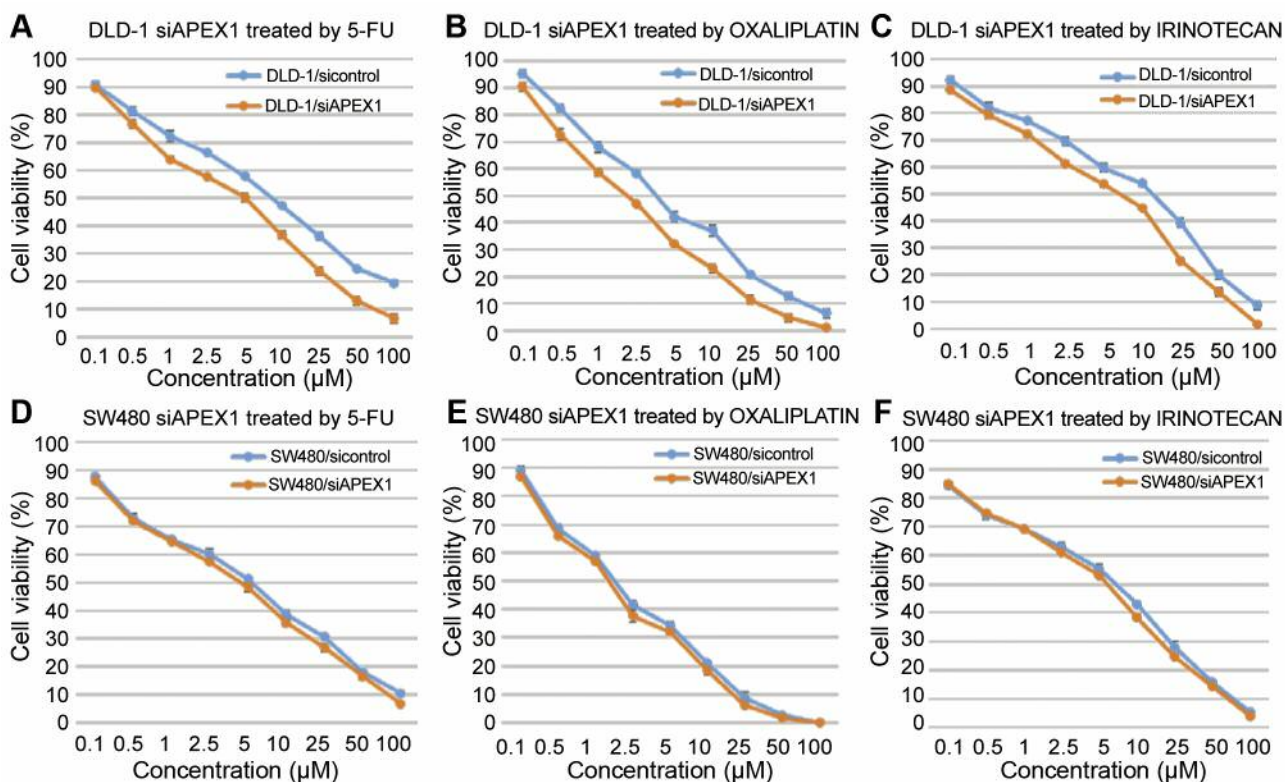 A DLD-1 siAPEX1 treated by 5-FU
DLD-1/sicontrol
DLD-1/siAPEX1
Cell viability (%)
100
90
80
70
60
50
40
30
20
10
0
0.1 0.5 1 2.5 5 10 25 50 100
Concentration (µM)
B DLD-1 siAPEX1 treated by OXALIPLATIN
DLD-1/sicontrol
DLD-1/siAPEX1
Cell viability (%)
100
90
80
70
60
50
40
30
20
10
0
0.1 0.5 1 2.5 5 10 25 50 100
Concentration (µM)
C DLD-1 siAPEX1 treated by IRINOTECAN
DLD-1/sicontrol
DLD-1/siAPEX1
Cell viability (%)
100
90
80
70
60
50
40
30
20
10
0
0.1 0.5 1 2.5 5 10 25 50 100
Concentration (µM)
D SW480 siAPEX1 treated by 5-FU
SW480/sicontrol
SW480/siAPEX1
Cell viability (%)
100
90
80
70
60
50
40
30
20
10
0
0.1 0.5 1 2.5 5 10 25 50 100
Concentration (µM)
E SW480 siAPEX1 treated by OXALIPLATIN
SW480/sicontrol
SW480/siAPEX1
Cell viability (%)
100
90
80
70
60
50
40
30
20
10
0
0.1 0.5 1 2.5 5 10 25 50 100
Concentration (µM)
F SW480 siAPEX1 treated by IRINOTECAN
SW480/sicontrol
SW480/siAPEX1
Cell viability (%)
100
90
80
70
60
50
40
30
20
10
0
0.1 0.5 1 2.5 5 10 25 50 100
Concentration (µM)